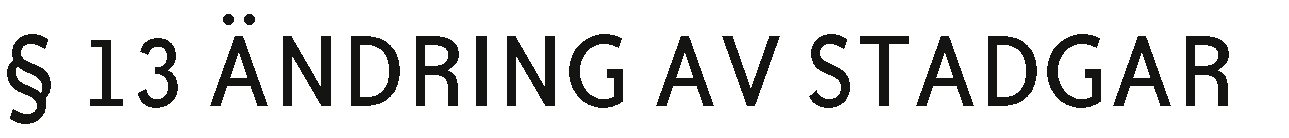 § 13 ÄNDRING AV STADGAR